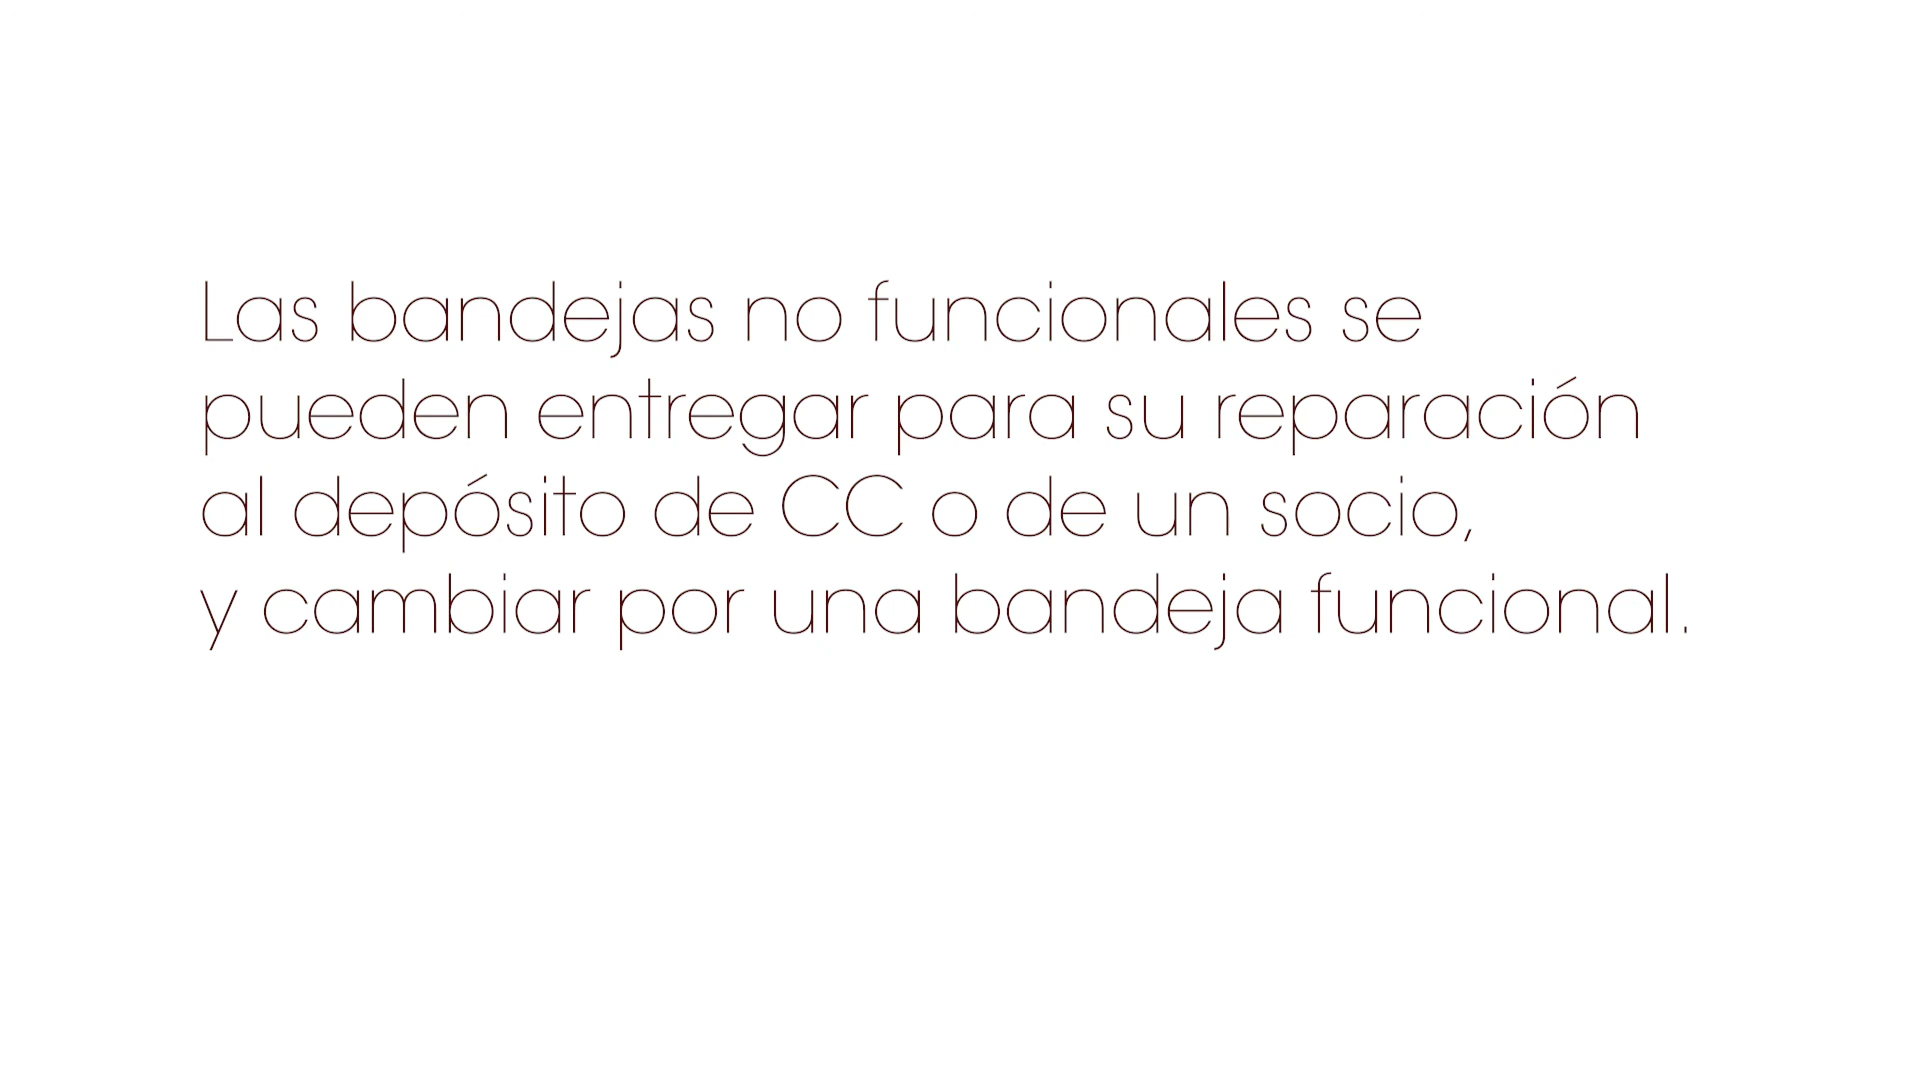 Las bandejas no funcionales se
pueden entregar para su reparación
al depósito de CC o de un socio,
y cambiar por una bandeja funcional.